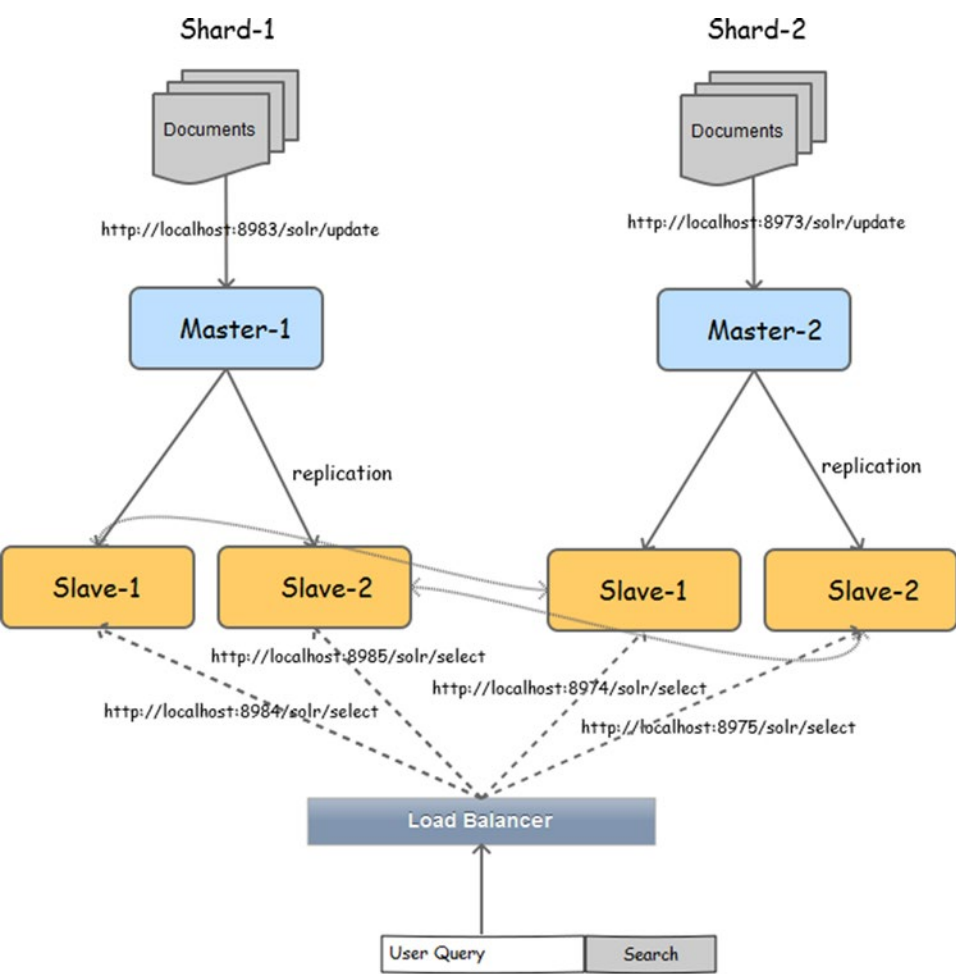 Shard-1
Shard-2
Documents
Documents
http://localhost:8983/solr/update
http://localhost:8973/solr/update
Master-1
Master-2
replication
replication
Slave-1
Slave-2
Slave-1
Slave-2
http://localhost:8985/solr/select
http://localhost:8974/solr/select
http://localhost:8984/solr/select
http://localhost:8975/solr/select
Load Balancer
User Query
Search